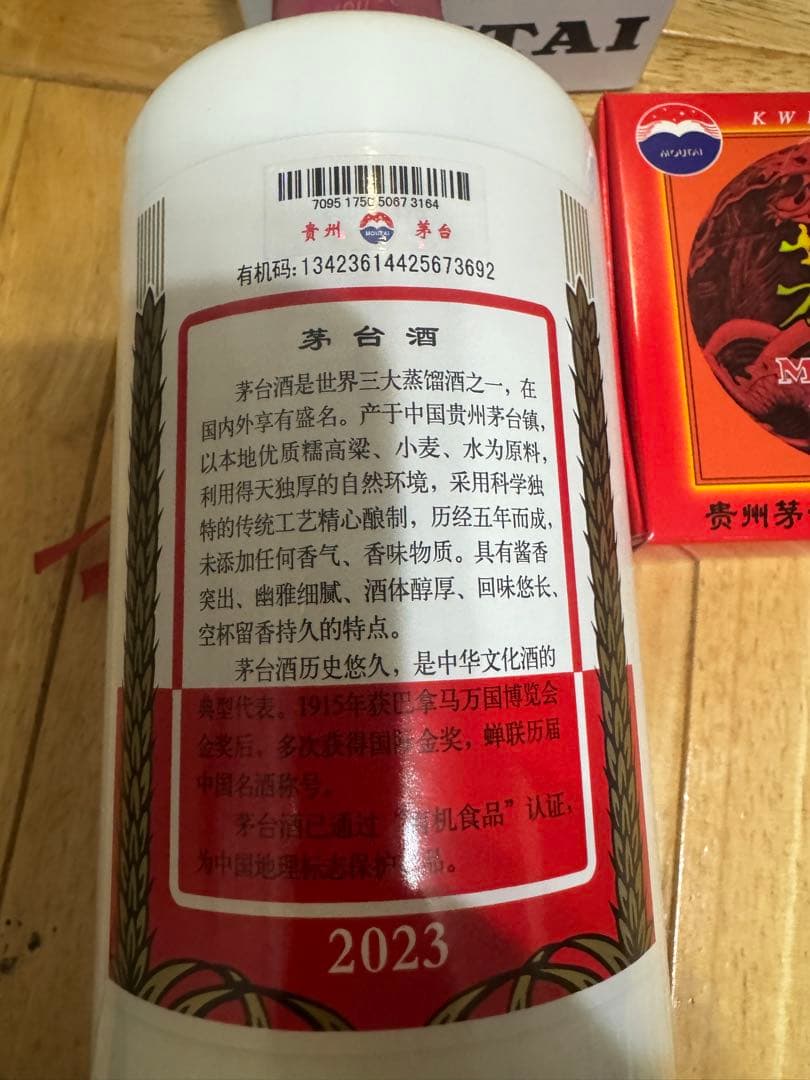 TAI
KW
MOUTAI
7095 1750 5067 3164
贵州 MOUTAI 茅台
有机码:13423614425673692
茅台酒
茅台酒是世界三大蒸馏酒之一，在
国内外享有盛名。产于中国贵州茅台镇，
以本地优质糯高粱、小麦、水为原料，
利用得天独厚的自然环境，采用科学独
特的传统工艺精心酿制，历经五年而成，
未添加任何香气、香味物质。具有酱香
突出、幽雅细腻、酒体醇厚、回味悠长、
空杯留香持久的特点。
茅台酒历史悠久，是中华文化酒的
典型代表。1915年获巴拿马万国博览会
金奖后，多次获得国际金奖，蝉联历届
中国名酒称号。
茅台酒已通过“有机食品”认证，
为中国地理标志保护产品。
2023
M
贵州茅